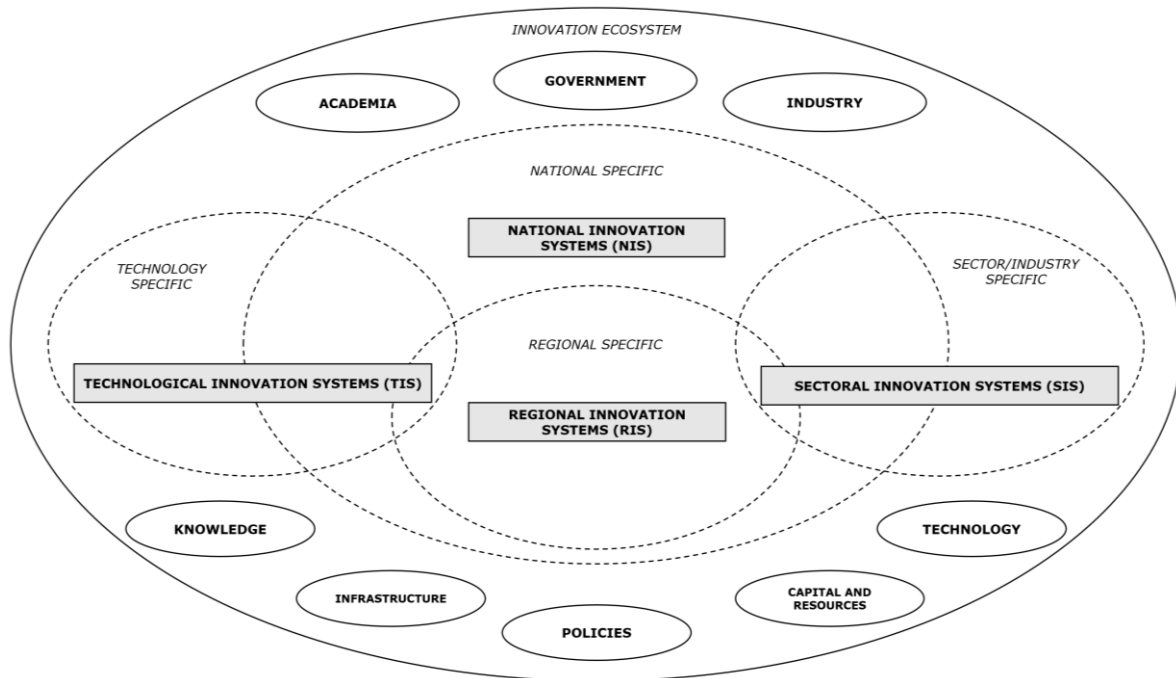 INNOVATION ECOSYSTEM
GOVERNMENT
ACADEMIA
INDUSTRY
NATIONAL SPECIFIC
NATIONAL INNOVATION
SYSTEMS (NIS)
TECHNOLOGY
SPECIFIC
SECTOR/INDUSTRY
SPECIFIC
REGIONAL SPECIFIC
TECHNOLOGICAL INNOVATION SYSTEMS (TIS)
SECTORAL INNOVATION SYSTEMS (SIS)
REGIONAL INNOVATION
SYSTEMS (RIS)
KNOWLEDGE
TECHNOLOGY
INFRASTRUCTURE
CAPITAL AND
RESOURCES
POLICIES